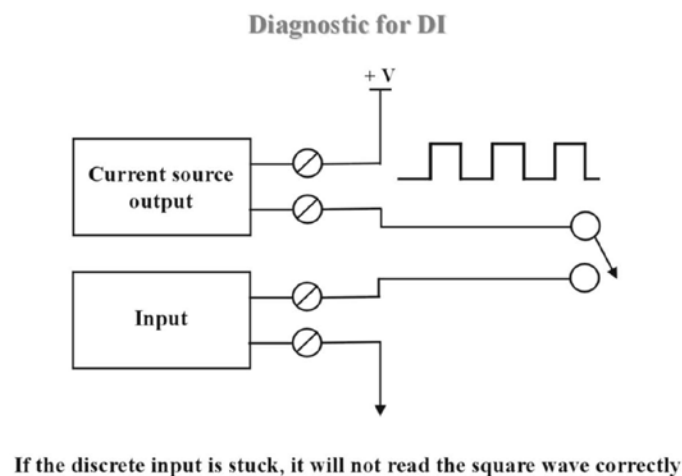 Diagnostic for DI
+ V
Current source
output
Input
If the discrete input is stuck, it will not read the square wave correctly